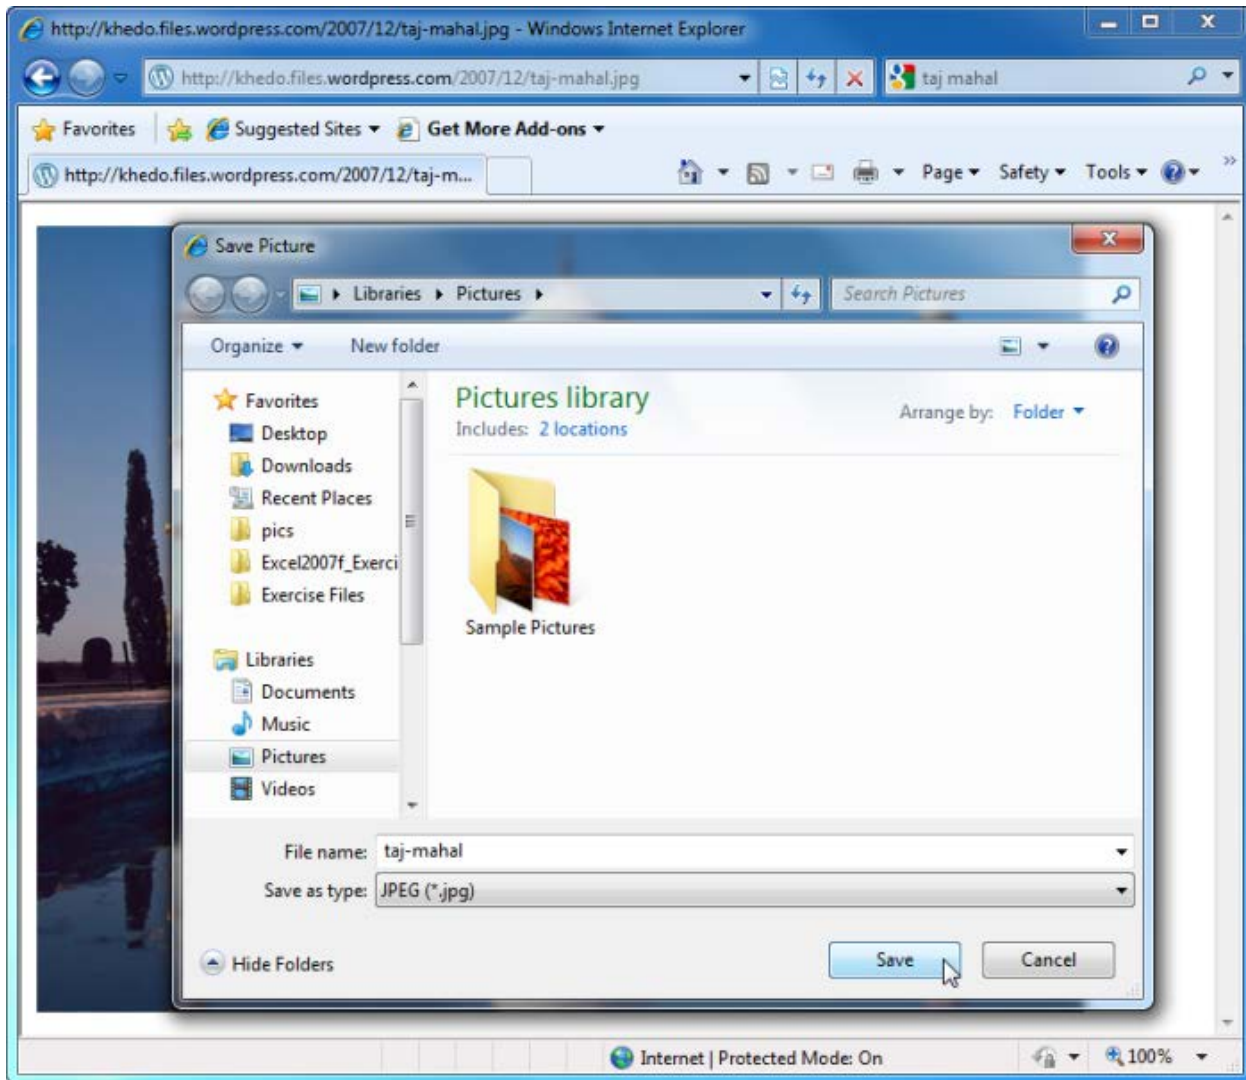 http://khedo.files.wordpress.com/2007/12/taj-mahal.jpg - Windows Internet Explorer
http://khedo.files.wordpress.com/2007/12/taj-mahal.jpg
taj mahal
Favorites
Suggested Sites
Get More Add-ons
http://khedo.files.wordpress.com/2007/12/taj-m...
Page
Safety
Tools
Save Picture
Libraries
Pictures
Search Pictures
Organize
New folder
Favorites
Desktop
Downloads
Recent Places
pics
Excel2007f_Exerci
Exercise Files
Libraries
Documents
Music
Pictures
Videos
Pictures library
Includes: 2 locations
Arrange by: Folder
Sample Pictures
File name: taj-mahal
Save as type: JPEG (*.jpg)
Hide Folders
Save
Cancel
Internet | Protected Mode: On
100%